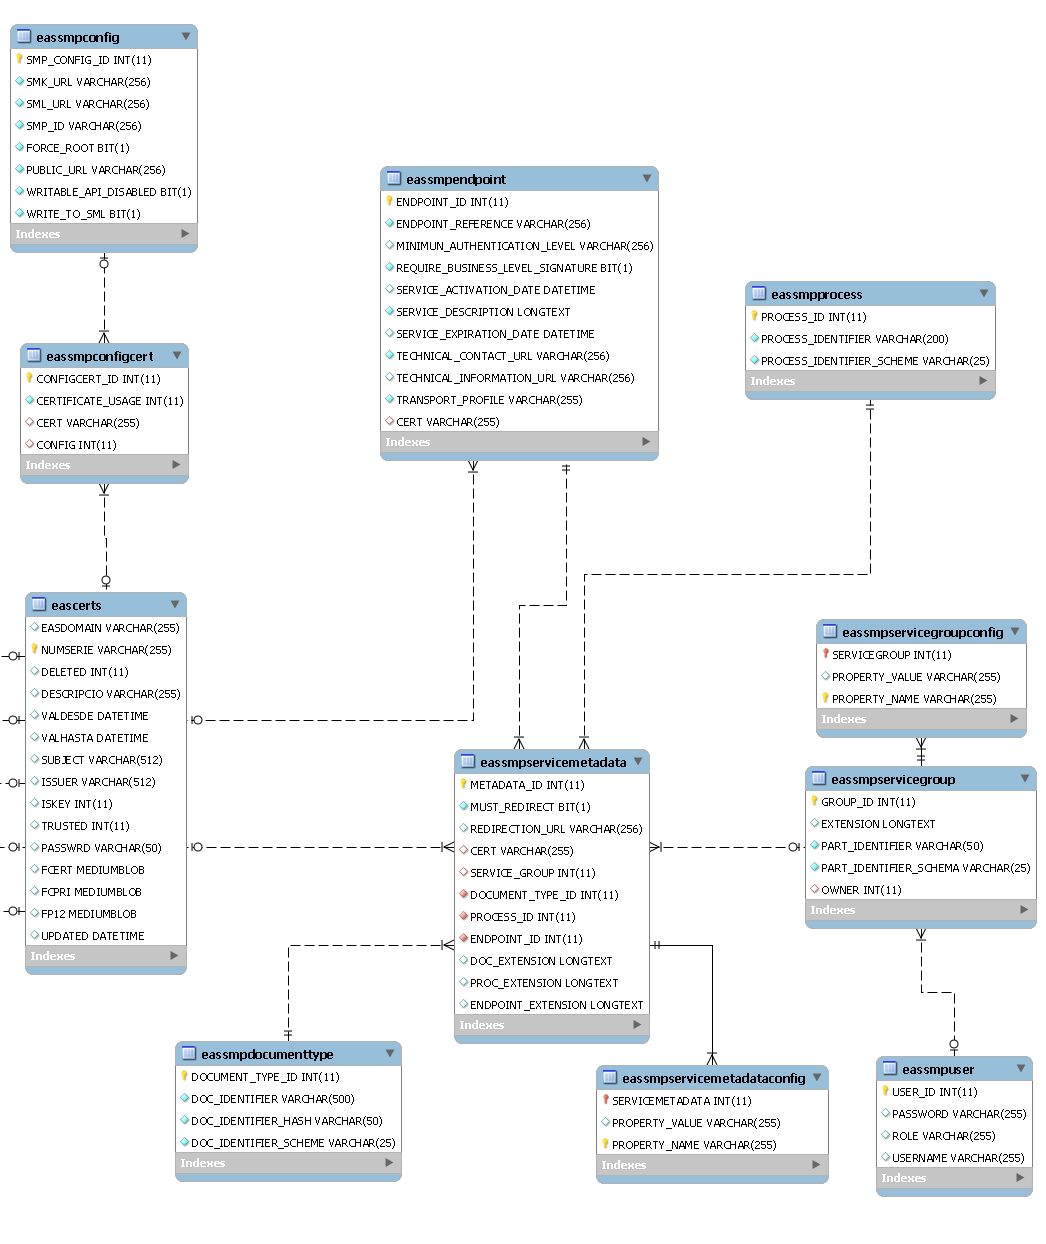 eassmpconfig
SMP_CONFIG_ID INT(11)
SMK_URL VARCHAR(256)
SML_URL VARCHAR(256)
SMP_ID VARCHAR(256)
FORCE_ROOT BIT(1)
PUBLIC_URL VARCHAR(256)
WRITABLE_API_DISABLED BIT(1)
WRITE_TO_SML BIT(1)
Indexes
eassmpendpoint
ENDPOINT_ID INT(11)
ENDPOINT_REFERENCE VARCHAR(256)
MINIMUN_AUTHENTICATION_LEVEL VARCHAR(256)
REQUIRE_BUSINESS_LEVEL_SIGNATURE BIT(1)
SERVICE_ACTIVATION_DATE DATETIME
SERVICE_DESCRIPTION LONGTEXT
SERVICE_EXPIRATION_DATE DATETIME
TECHNICAL_CONTACT_URL VARCHAR(256)
TECHNICAL_INFORMATION_URL VARCHAR(256)
TRANSPORT_PROFILE VARCHAR(255)
CERT VARCHAR(255)
Indexes
eassmpprocess
PROCESS_ID INT(11)
PROCESS_IDENTIFIER VARCHAR(200)
PROCESS_IDENTIFIER_SCHEME VARCHAR(25)
Indexes
eassmpconfigcert
CONFIGCERT_ID INT(11)
CERTIFICATE_USAGE INT(11)
CERT VARCHAR(255)
CONFIG INT(11)
Indexes
eascerts
EASDOMAIN VARCHAR(255)
NUMSERIE VARCHAR(255)
DELETED INT(11)
DESCRIPCIO VARCHAR(255)
VALDESDE DATETIME
VALHASTA DATETIME
SUBJECT VARCHAR(512)
ISSUER VARCHAR(512)
ISKEY INT(11)
TRUSTED INT(11)
PASSWRD VARCHAR(50)
FCERT MEDIUMBLOB
FCPRI MEDIUMBLOB
FP12 MEDIUMBLOB
UPDATED DATETIME
Indexes
eassmpservicegroupconfig
SERVICEGROUP INT(11)
PROPERTY_VALUE VARCHAR(255)
PROPERTY_NAME VARCHAR(255)
Indexes
eassmpservicemetadata
METADATA_ID INT(11)
MUST_REDIRECT BIT(1)
REDIRECTION_URL VARCHAR(256)
CERT VARCHAR(255)
SERVICE_GROUP INT(11)
DOCUMENT_TYPE_ID INT(11)
PROCESS_ID INT(11)
ENDPOINT_ID INT(11)
DOC_EXTENSION LONGTEXT
PROC_EXTENSION LONGTEXT
ENDPOINT_EXTENSION LONGTEXT
Indexes
eassmpservicegroup
GROUP_ID INT(11)
EXTENSION LONGTEXT
PART_IDENTIFIER VARCHAR(50)
PART_IDENTIFIER_SCHEMA VARCHAR(25)
OWNER INT(11)
Indexes
eassmpdocumenttype
DOCUMENT_TYPE_ID INT(11)
DOC_IDENTIFIER VARCHAR(500)
DOC_IDENTIFIER_HASH VARCHAR(50)
DOC_IDENTIFIER_SCHEME VARCHAR(25)
Indexes
eassmpservicemetadataconfig
SERVICEMETADATA INT(11)
PROPERTY_VALUE VARCHAR(255)
PROPERTY_NAME VARCHAR(255)
Indexes
eassmpuser
USER_ID INT(11)
PASSWORD VARCHAR(255)
ROLE VARCHAR(255)
USERNAME VARCHAR(255)
Indexes